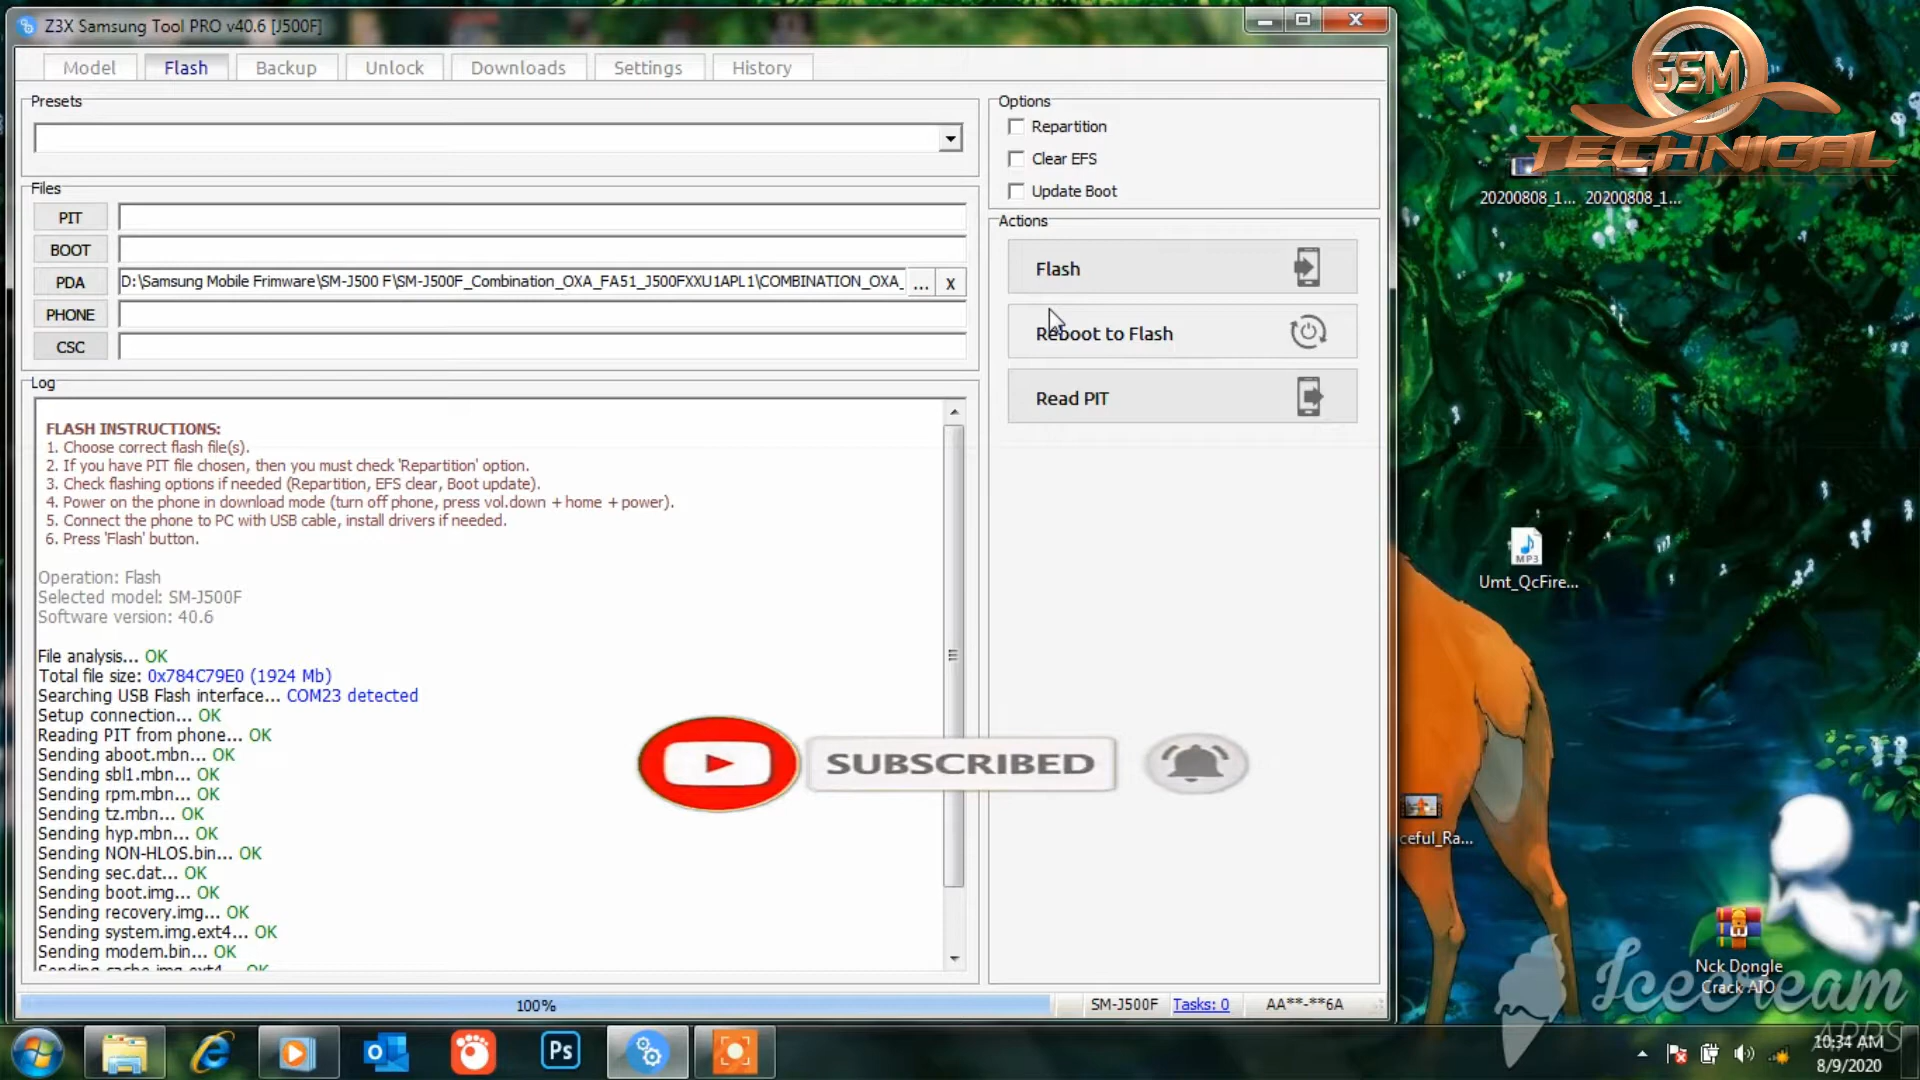 Z3X Samsung Tool PRO v40.6 [J500F]
Model
Flash
Backup
Unlock
Downloads
Settings
History
Presets
Files
PIT
BOOT
PDA
D:\Samsung Mobile Frimware\SM-J500 F\SM-J500F_Combination_OXA_FA51_J500FXXU1APL1\COMBINATION_OXA_
...
x
PHONE
CSC
Options
Repartition
Clear EFS
Update Boot
Actions
Flash
Reboot to Flash
Read PIT
Log
FLASH INSTRUCTIONS:
1. Choose correct flash file(s).
2. If you have PIT file chosen, then you must check 'Repartition' option.
3. Check flashing options if needed (Repartition, EFS clear, Boot update).
4. Power on the phone in download mode (turn off phone, press vol.down + home + power).
5. Connect the phone to PC with USB cable, install drivers if needed.
6. Press 'Flash' button.
Operation: Flash
Selected model: SM-J500F
Software version: 40.6
File analysis... OK
Total file size: 0x784C79E0 (1924 Mb)
Searching USB Flash interface... COM23 detected
Setup connection... OK
Reading PIT from phone... OK
Sending aboot.mbn... OK
Sending sbl1.mbn... OK
Sending rpm.mbn... OK
Sending tz.mbn... OK
Sending hyp.mbn... OK
Sending NON-HLOS.bin... OK
Sending sec.dat... OK
Sending boot.img... OK
Sending recovery.img... OK
Sending system.img.ext4... OK
Sending modem.bin... OK
Sending cache.img.ext4... OK
SUBSCRIBED
100%
SM-J500F
Tasks: 0
AA**-**6A
GSM
TECHNICAL
20200808_1...
20200808_1...
Umt_QcFire...
MP3
ceful_Ra...
Nck Dongle
Crack AIO
Icecream
APPS
Ps
10:34 AM
8/9/2020